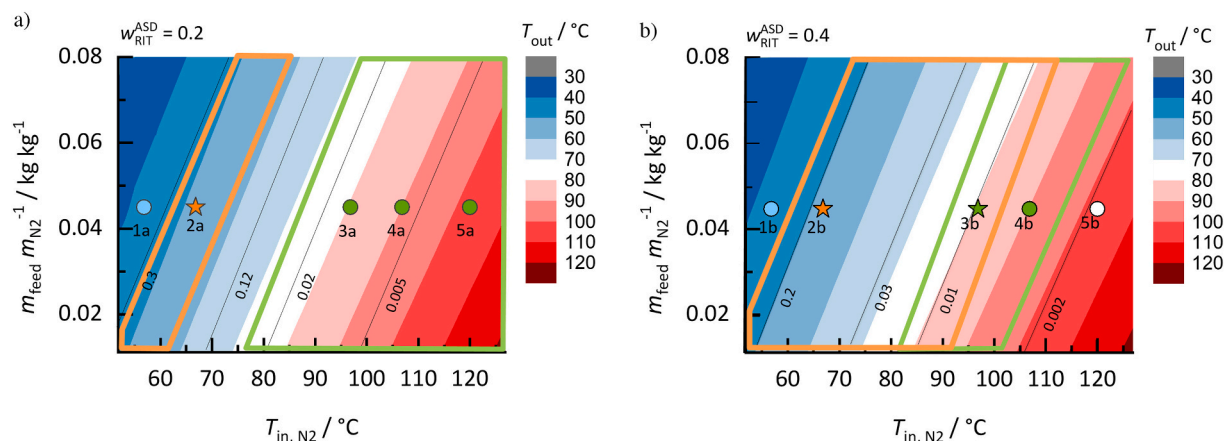 a)
w_RIT^ASD = 0.2
T_out / °C
0.08
0.06
0.04
0.02
m_feed m_N2^-1 / kg kg^-1
1a
2a
3a
4a
5a
0.3
0.12
0.02
0.005
30
40
50
60
70
80
90
100
110
120
60 70 80 90 100 110 120
T_in, N2 / °C
b)
w_RIT^ASD = 0.4
T_out / °C
0.08
0.06
0.04
0.02
m_feed m_N2^-1 / kg kg^-1
1b
2b
3b
4b
5b
0.2
0.03
0.01
0.002
30
40
50
60
70
80
90
100
110
120
60 70 80 90 100 110 120
T_in, N2 / °C